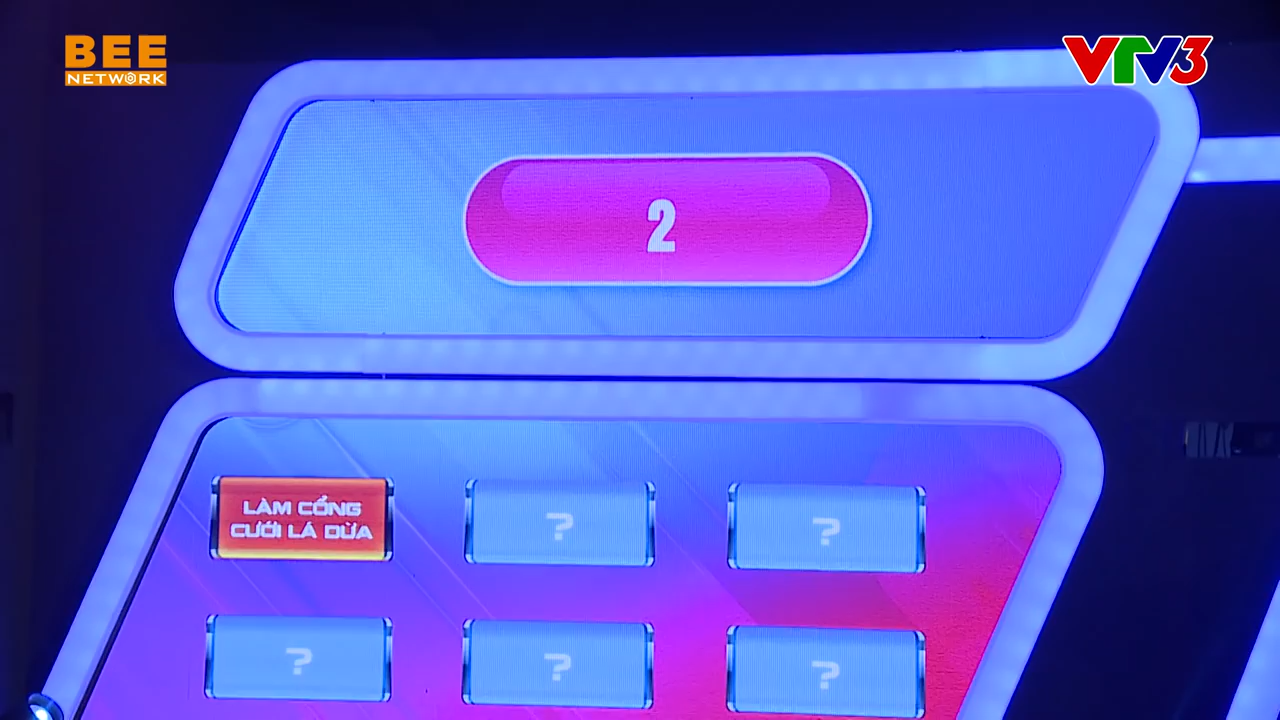 BEE
NETWORK
VTV3
2
LÀM CỔNG
CƯỚI LÁ DỪA
?
?
?
?
?